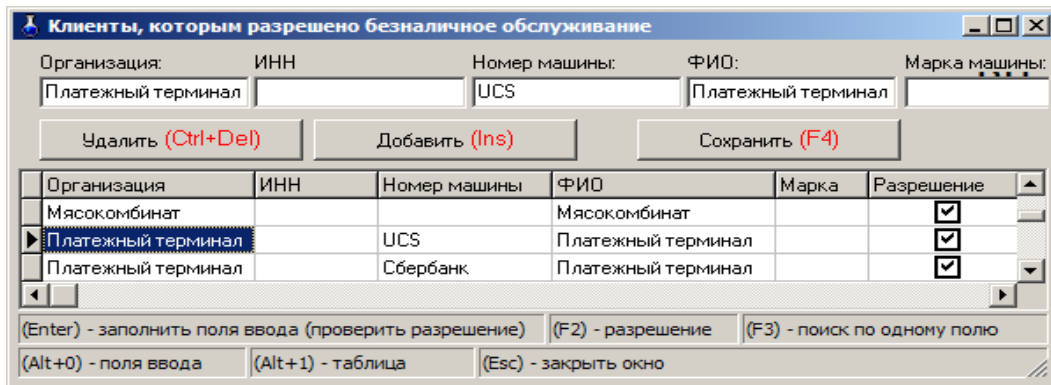 Клиенты, которым разрешено безналичное обслуживание
Организация: ИНН Номер машины: ФИО: Марка машины:
Платежный терминал UCS Платежный терминал
Удалить (Ctrl+Del) Добавить (Ins) Сохранить (F4)
Организация ИНН Номер машины ФИО Марка Разрешение
Мясокомбинат Мясокомбинат
Платежный терминал UCS Платежный терминал
Платежный терминал Сбербанк Платежный терминал
(Enter) - заполнить поля ввода (проверить разрешение) (F2) - разрешение (F3) - поиск по одному полю
(Alt+0) - поля ввода (Alt+1) - таблица (Esc) - закрыть окно